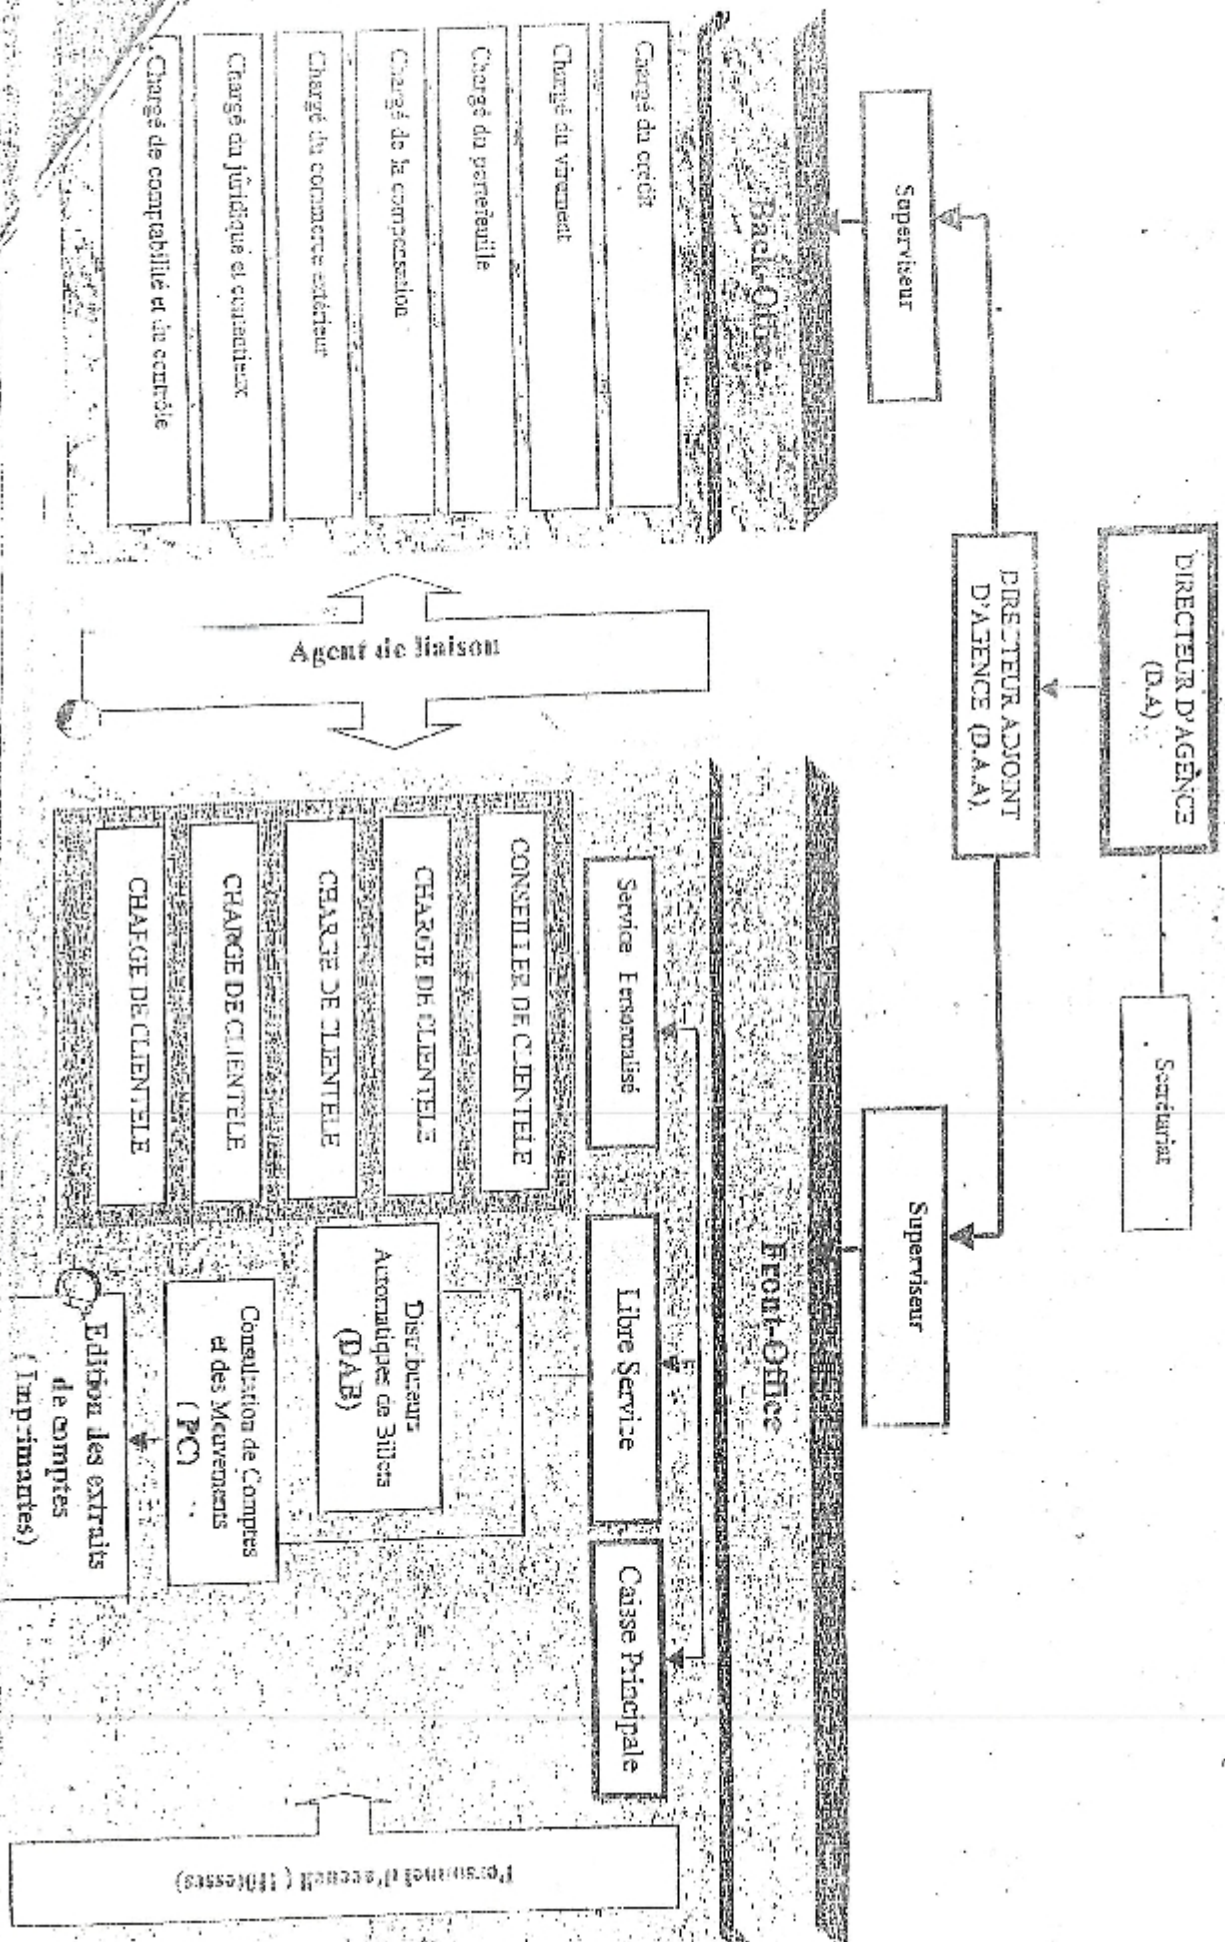 DIRECTEUR D'AGENCE
(D.A)
Secrétariat
DIRECTEUR ADJOINT
D'AGENCE (D.A.A)
Superviseur
Superviseur
Back-Office
Front-Office
Chargé du crédit
Chargé du virement
Chargé du portefeuille
Chargé de la compensation
Chargé du commerce extérieur
Chargé du juridique et contentieux
Chargé de comptabilité et du contrôle
Agent de liaison
Service Personnalisé
Libre Service
Caisse Principale
CONSEILLER DE CLIENTELE
CHARGE DE CLIENTELE
CHARGE DE CLIENTELE
CHARGE DE CLIENTELE
CHARGE DE CLIENTELE
Distributeurs
Automatiques de Billets
(DAB)
Consultation de Comptes
et des Mouvements
(PC)
Edition des extraits
de comptes
(Imprimantes)
Personnel d'accueil (Hôtesses)